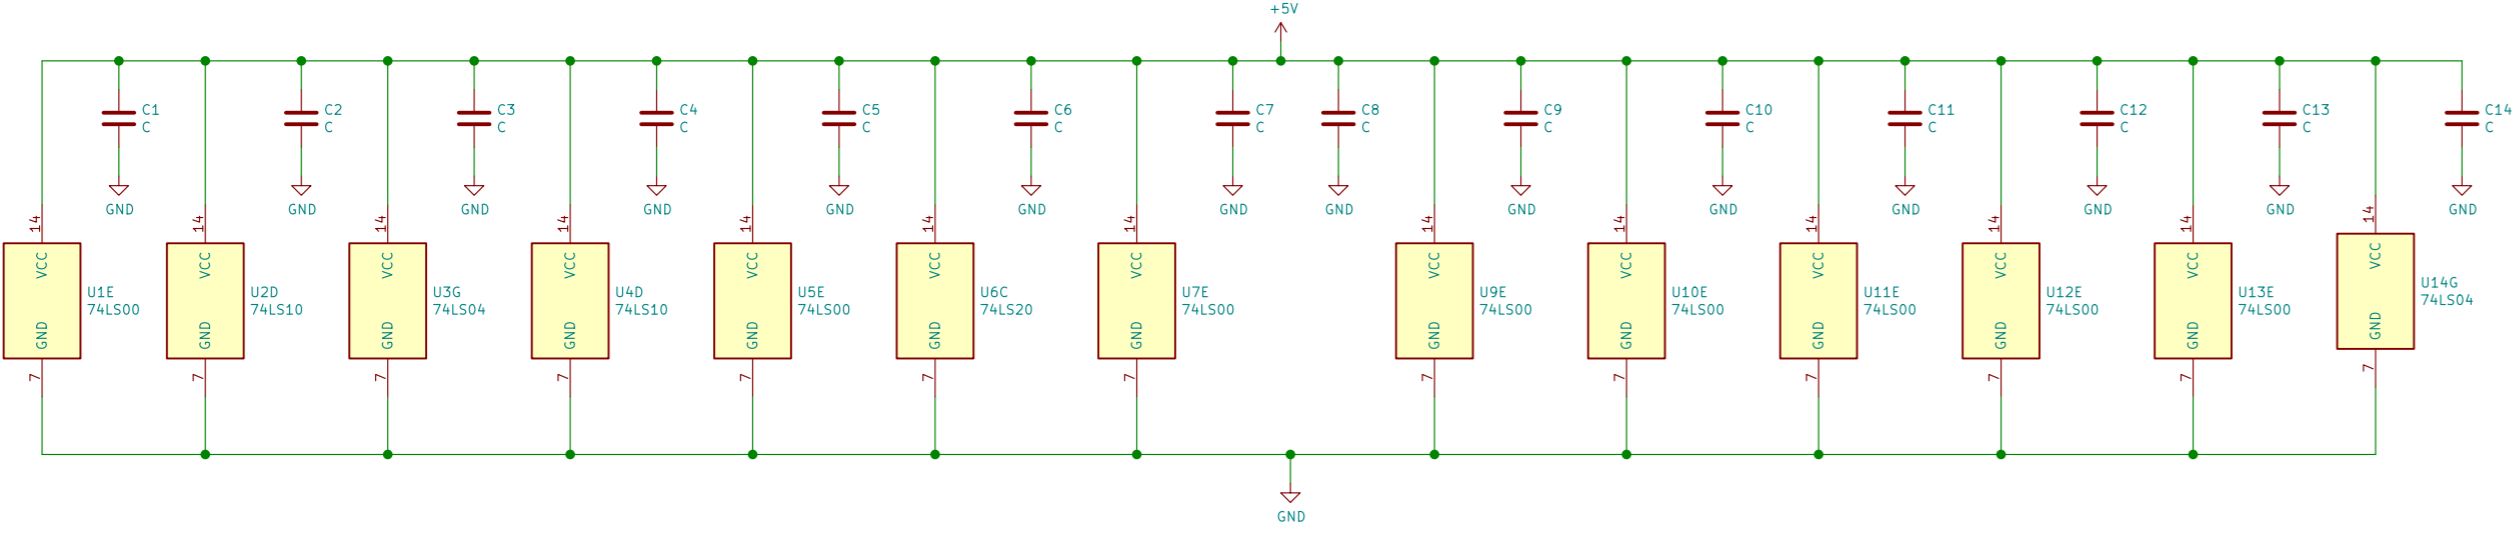 +5V
C1
C
C2
C
C3
C
C4
C
C5
C
C6
C
C7
C
C8
C
C9
C
C10
C
C11
C
C12
C
C13
C
C14
C
GND
GND
GND
GND
GND
GND
GND
GND
GND
GND
GND
GND
GND
GND
14
VCC
GND
7
U1E
74LS00
14
VCC
GND
7
U2D
74LS10
14
VCC
GND
7
U3G
74LS04
14
VCC
GND
7
U4D
74LS10
14
VCC
GND
7
U5E
74LS00
14
VCC
GND
7
U6C
74LS20
14
VCC
GND
7
U7E
74LS00
14
VCC
GND
7
U9E
74LS00
14
VCC
GND
7
U10E
74LS00
14
VCC
GND
7
U11E
74LS00
14
VCC
GND
7
U12E
74LS00
14
VCC
GND
7
U13E
74LS00
14
VCC
GND
7
U14G
74LS04
GND